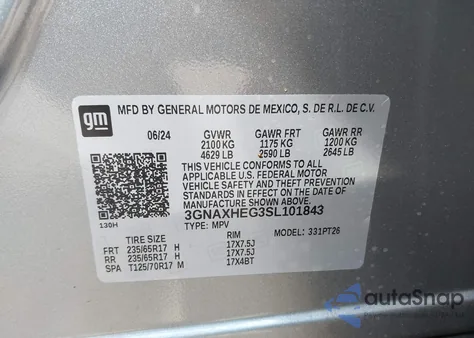 gm
MFD BY GENERAL MOTORS DE MEXICO, S. DE R.L. DE C.V.
06/24 GVWR GAWR FRT GAWR RR
2100 KG 1175 KG 1200 KG
4629 LB 2590 LB 2645 LB
THIS VEHICLE CONFORMS TO ALL
APPLICABLE U.S. FEDERAL MOTOR
VEHICLE SAFETY AND THEFT PREVENTION
STANDARDS IN EFFECT ON THE DATE OF
MANUFACTURE SHOWN ABOVE.
3GNAXHEG3SL101843
130H TYPE: MPV MODEL: 331PT26
TIRE SIZE RIM
FRT 235/65R17 H 17X7.5J
RR 235/65R17 H 17X7.5J
SPA T125/70R17 M 17X4BT
autoSnap